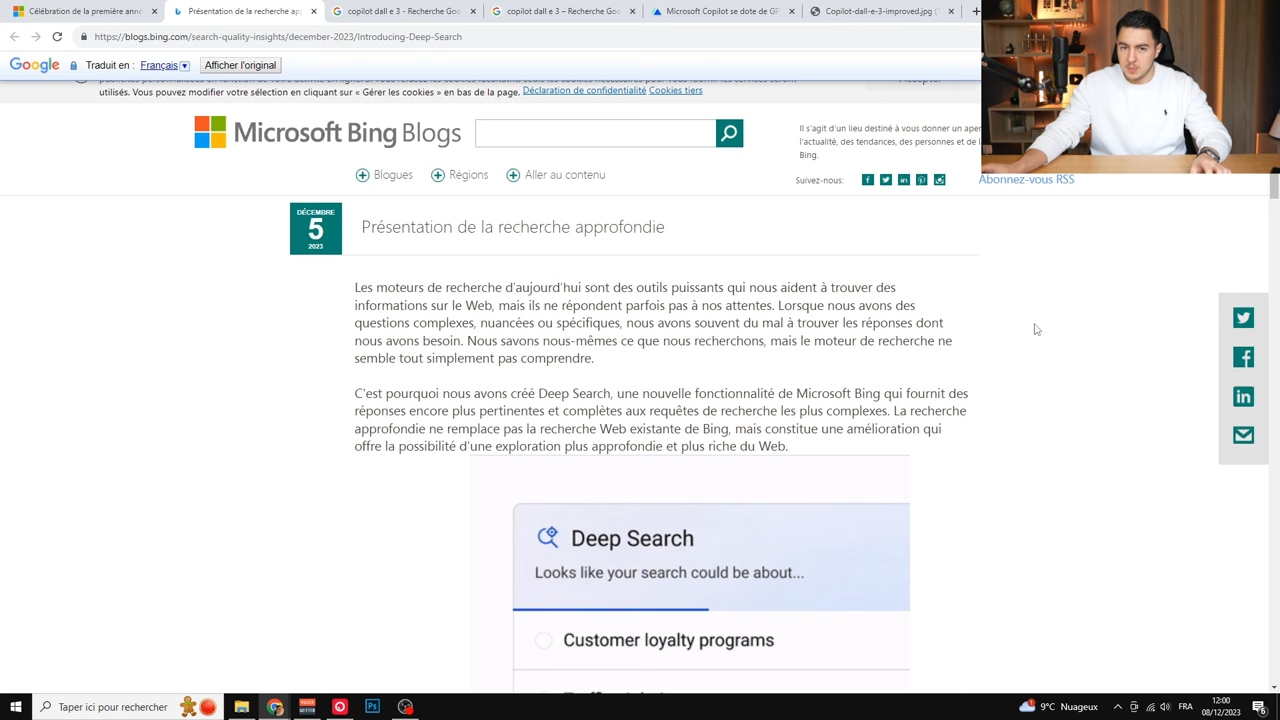 Célébration de la première anné
Présentation de la recherche ap
copilot dall e 3 - Recherche Goo
copilot dall e 3 – Recherche Goo
Microsoft Copilot se dote de GP
Copilot-dall-e-3-improved.jpg (1
https://blogs.bing.com/search-quality-insights/december-2023/Introducing-Deep-Search
Google Traduit en : Français Afficher l'original
utilisés. Vous pouvez modifier votre sélection en cliquant sur « Gérer les cookies » en bas de la page. Déclaration de confidentialité Cookies tiers
Microsoft Bing Blogs
Il s'agit d'un lieu destiné à vous donner un aper
l'actualité, des tendances, des personnes et de l
Bing.
Blogues Régions Aller au contenu
Suivez-nous:
Abonnez-vous RSS
DÉCEMBRE
5
2023
Présentation de la recherche approfondie
Les moteurs de recherche d'aujourd'hui sont des outils puissants qui nous aident à trouver des
informations sur le Web, mais ils ne répondent parfois pas à nos attentes. Lorsque nous avons des
questions complexes, nuancées ou spécifiques, nous avons souvent du mal à trouver les réponses dont
nous avons besoin. Nous savons nous-mêmes ce que nous recherchons, mais le moteur de recherche ne
semble tout simplement pas comprendre.
C'est pourquoi nous avons créé Deep Search, une nouvelle fonctionnalité de Microsoft Bing qui fournit des
réponses encore plus pertinentes et complètes aux requêtes de recherche les plus complexes. La recherche
approfondie ne remplace pas la recherche Web existante de Bing, mais constitue une amélioration qui
offre la possibilité d'une exploration plus approfondie et plus riche du Web.
Deep Search
Looks like your search could be about...
Customer loyalty programs
Taper ici pour rechercher
Ps
9°C Nuageux
FRA
12:00
08/12/2023